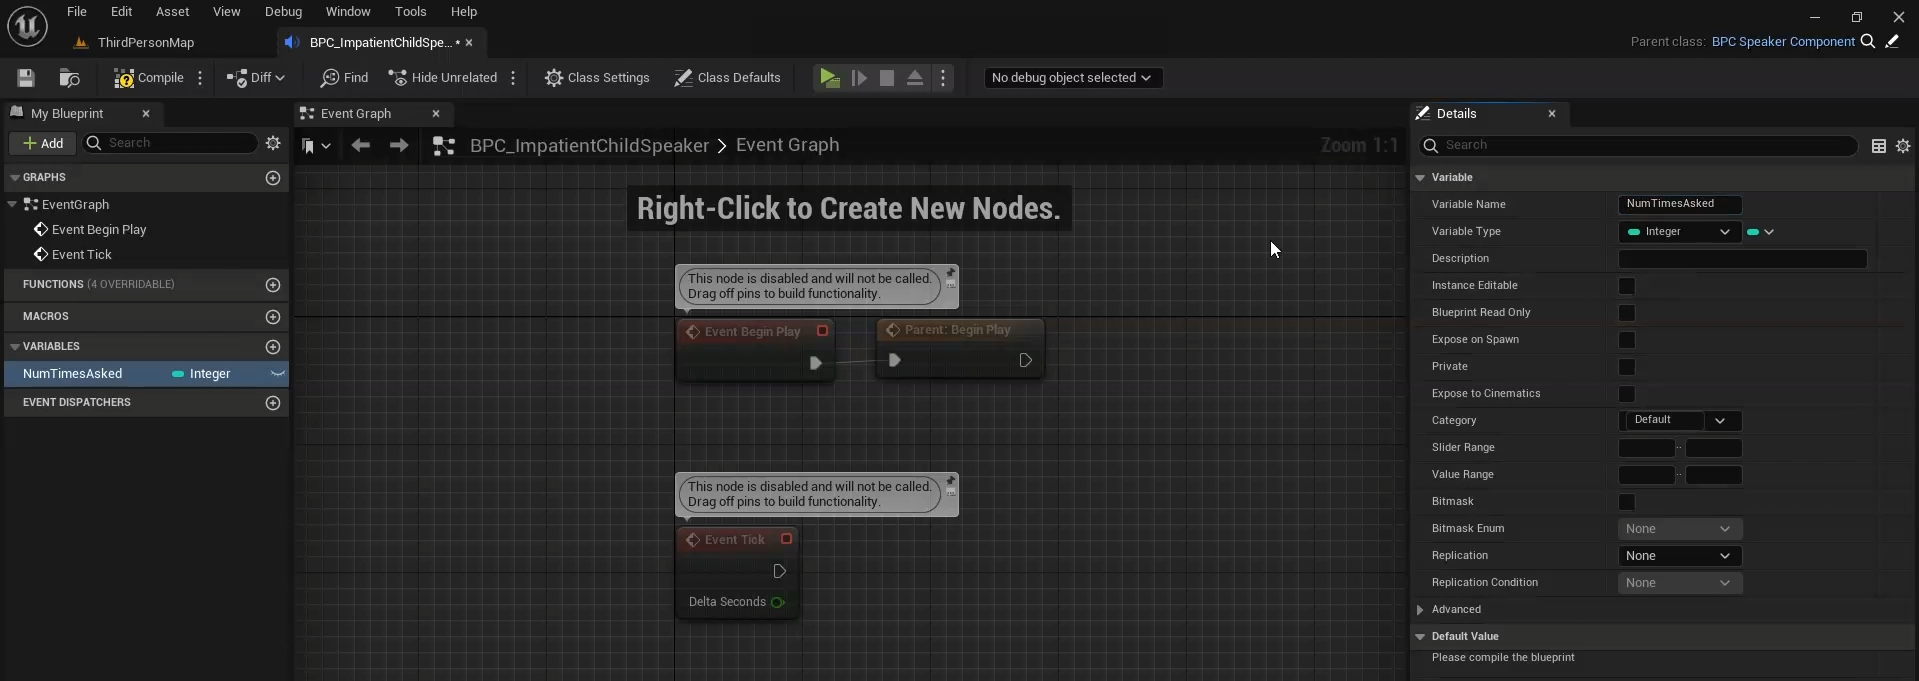 File Edit Asset View Debug Window Tools Help
ThirdPersonMap
BPC_ImpatientChildSpe... •
Parent class: BPC Speaker Component
Compile
Diff
Find
Hide Unrelated
Class Settings
Class Defaults
No debug object selected
My Blueprint
Add
Search
GRAPHS
EventGraph
Event Begin Play
Event Tick
FUNCTIONS (4 OVERRIDABLE)
MACROS
VARIABLES
NumTimesAsked Integer
EVENT DISPATCHERS
Event Graph
BPC_ImpatientChildSpeaker > Event Graph
Zoom 1:1
Right-Click to Create New Nodes.
This node is disabled and will not be called.
Drag off pins to build functionality.
Event Begin Play
Parent: Begin Play
This node is disabled and will not be called.
Drag off pins to build functionality.
Event Tick
Delta Seconds
Details
Search
Variable
Variable Name NumTimesAsked
Variable Type Integer
Description
Instance Editable
Blueprint Read Only
Expose on Spawn
Private
Expose to Cinematics
Category Default
Slider Range ..
Value Range ..
Bitmask
Bitmask Enum None
Replication None
Replication Condition None
Advanced
Default Value
Please compile the blueprint